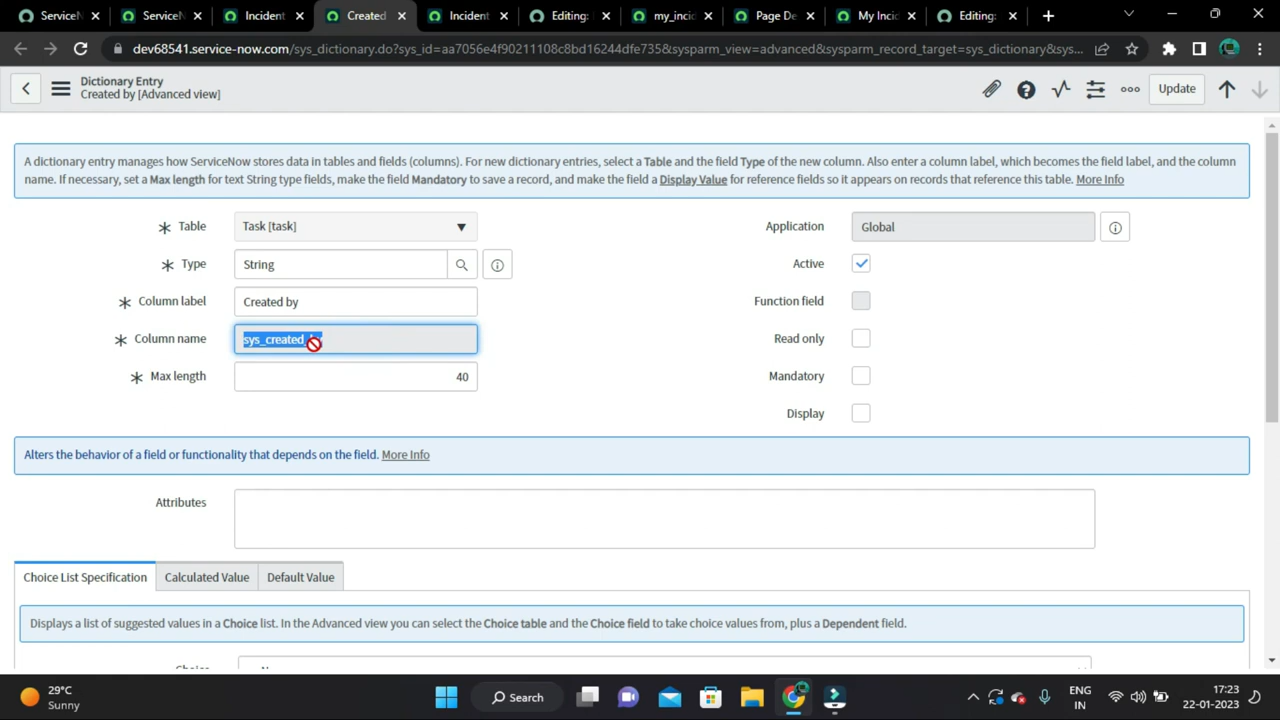 ServiceN
ServiceN
Incident
Created
Incident
Editing:
my_incid
Page De
My Inci
Editing:
dev68541.service-now.com/sys_dictionary.do?sys_id=aa7056e4f90211108c8bd16244dfe735&sysparm_view=advanced&sysparm_record_target=sys_dictionary&sys...
Dictionary Entry
Created by [Advanced view]
Update
A dictionary entry manages how ServiceNow stores data in tables and fields (columns). For new dictionary entries, select a Table and the field Type of the new column. Also enter a column label, which becomes the field label, and the column
name. If necessary, set a Max length for text String type fields, make the field Mandatory to save a record, and make the field a Display Value for reference fields so it appears on records that reference this table. More Info
Table Task [task]
Application Global
Type String
Active
Column label Created by
Function field
Column name sys_created_by
Read only
Max length 40
Mandatory
Display
Alters the behavior of a field or functionality that depends on the field. More Info
Attributes
Choice List Specification Calculated Value Default Value
Displays a list of suggested values in a Choice list. In the Advanced view you can select the Choice table and the Choice field to take choice values from, plus a Dependent field.
Choice
29°C
Sunny
Search
ENG
IN
17:23
22-01-2023